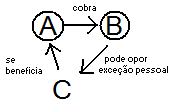 cobra
A
B
se
beneficia
pode opor
exceção pessoal
C